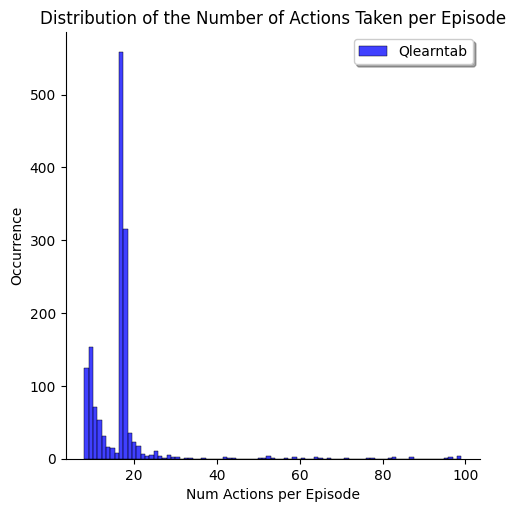 Distribution of the Number of Actions Taken per Episode
Qlearntab
500
400
300
200
100
0
Occurrence
20
40
60
80
100
Num Actions per Episode